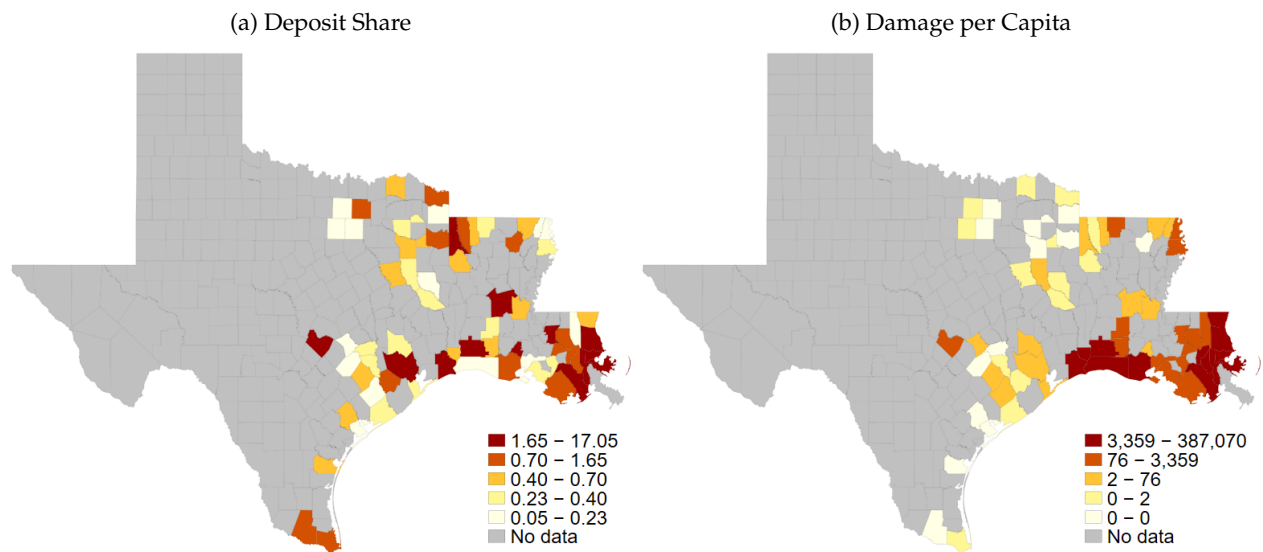 (a) Deposit Share
1.65 − 17.05
0.70 − 1.65
0.40 − 0.70
0.23 − 0.40
0.05 − 0.23
No data
(b) Damage per Capita
3,359 − 387,070
76 − 3,359
2 − 76
0 − 2
0 − 0
No data